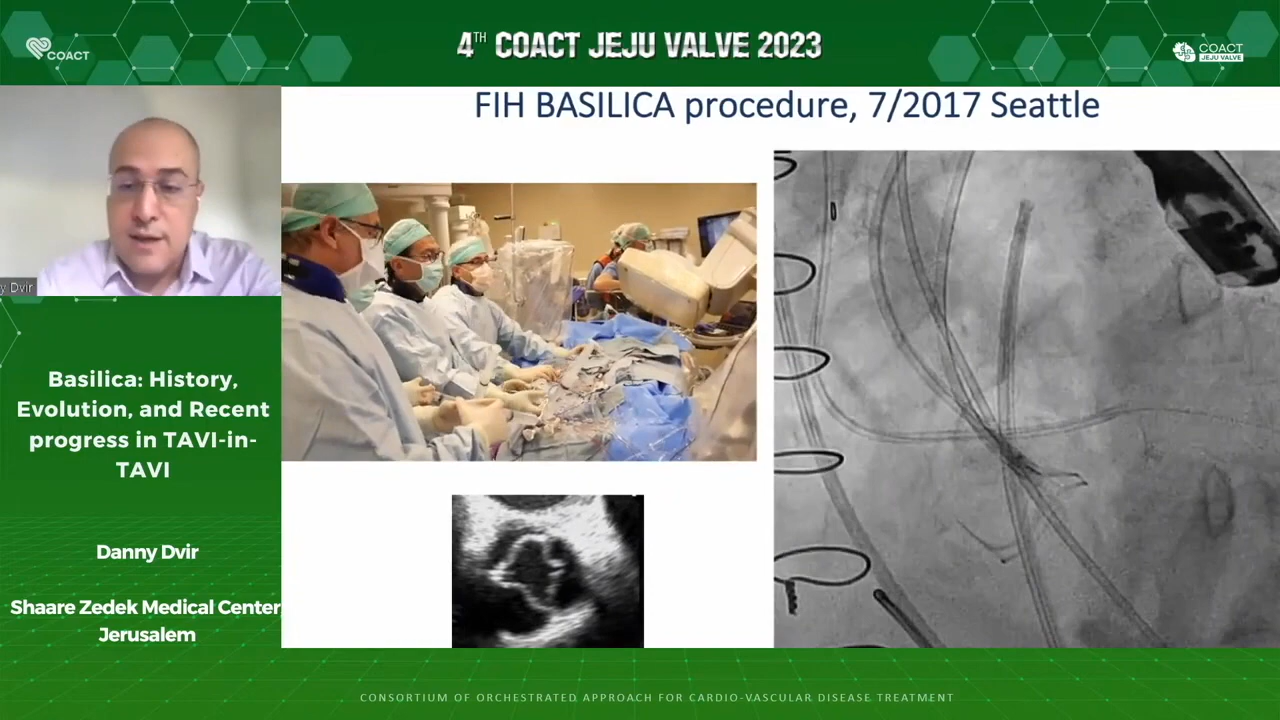 COACT
4TH COACT JEJU VALVE 2023
COACT
JEJU VALVE
FIH BASILICA procedure, 7/2017 Seattle
y Dvir
Basilica: History,
Evolution, and Recent
progress in TAVI-in-
TAVI
Danny Dvir
Shaare Zedek Medical Center,
Jerusalem
CONSORTIUM OF ORCHESTRATED APPROACH FOR CARDIO-VASCULAR DISEASE TREATMENT